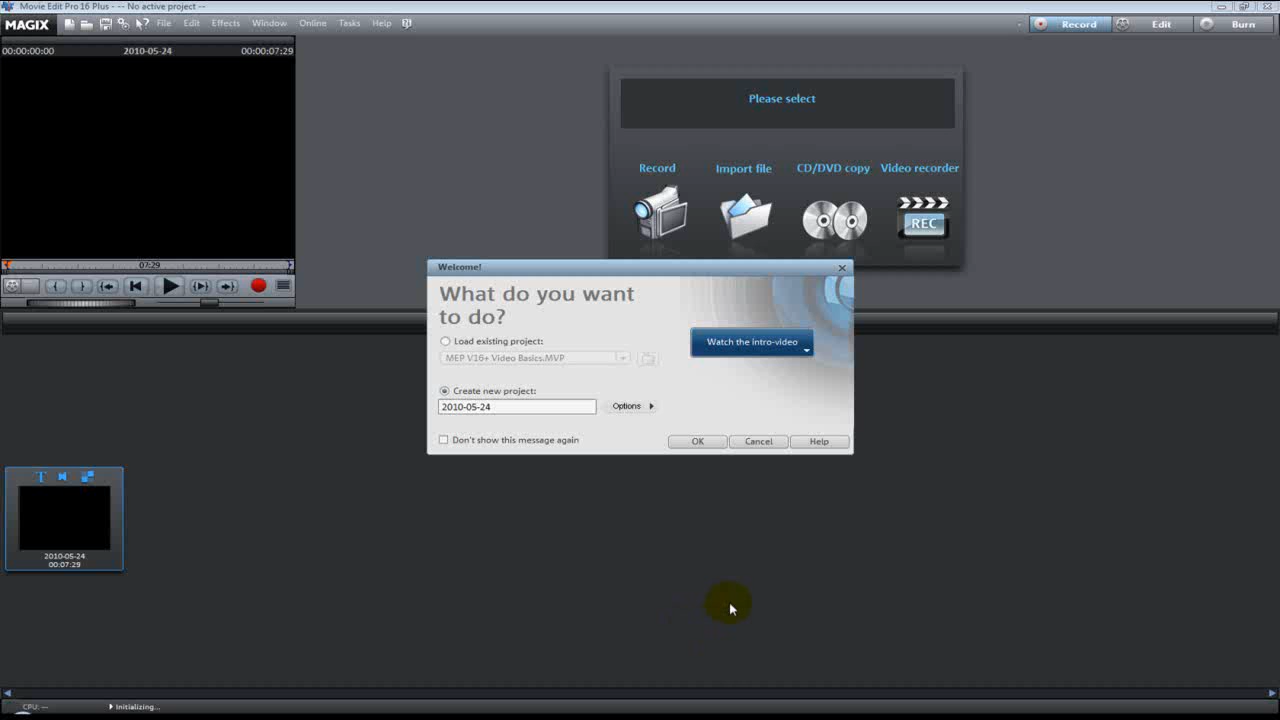 Movie Edit Pro 16 Plus - -- No active project --
MAGIX File Edit Effects Window Online Tasks Help Record Edit Burn
00:00:00:00 2010-05-24 00:00:07:29
Please select
Record Import file CD/DVD copy Video recorder
REC
07:29
Welcome!
What do you want
to do?
Load existing project:
MEP V16+ Video Basics.MVP
Watch the intro-video
Create new project:
2010-05-24 Options
Don't show this message again
OK Cancel Help
T
2010-05-24
00:07:29
CPU: -- Initializing...